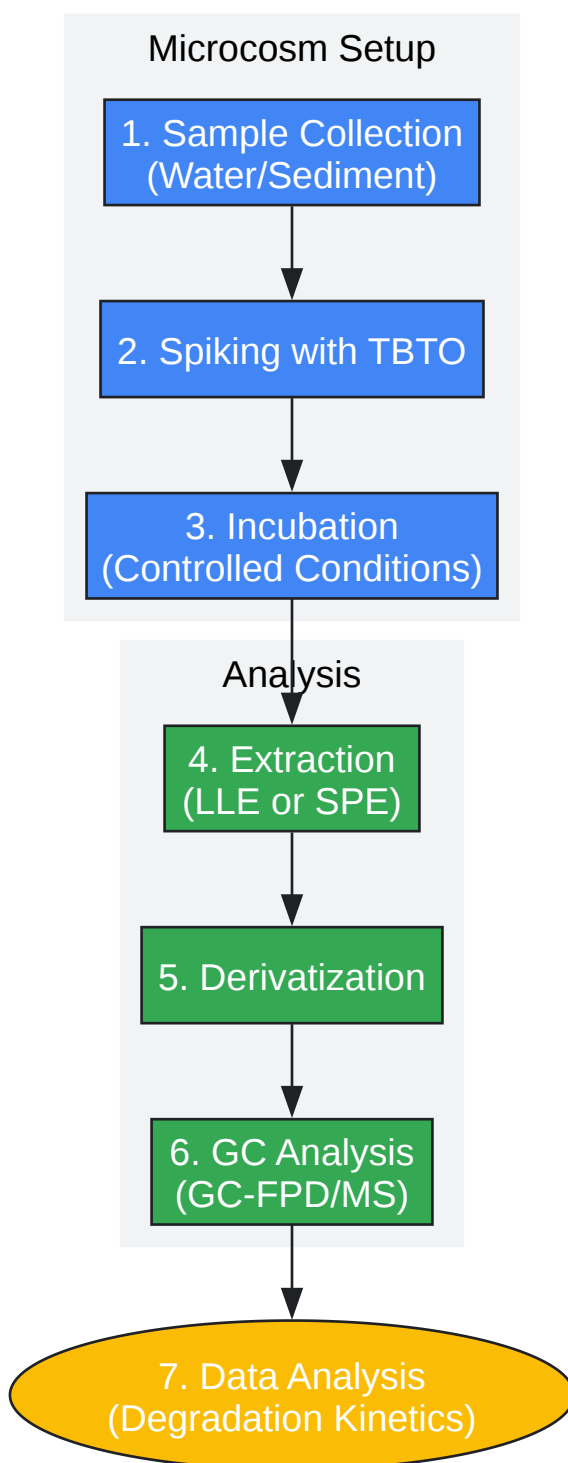 Microcosm Setup
1. Sample Collection
(Water/Sediment)
2. Spiking with TBTO
3. Incubation
(Controlled Conditions)
Analysis
4. Extraction
(LLE or SPE)
5. Derivatization
6. GC Analysis
(GC-FPD/MS)
7. Data Analysis
(Degradation Kinetics)